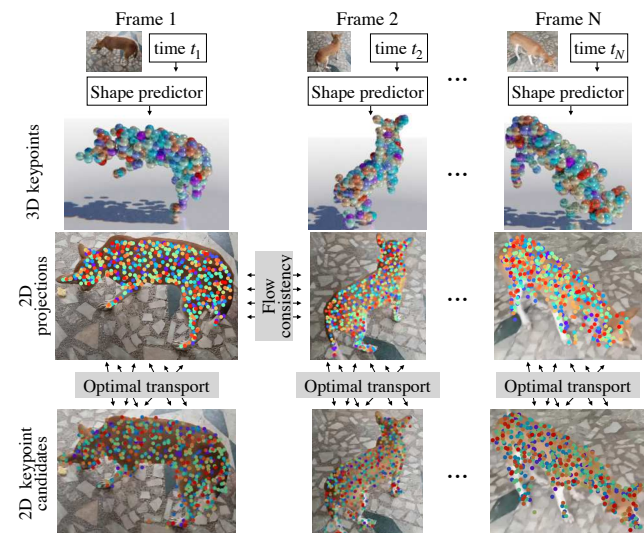 Frame 1
Frame 2
Frame N
time t₁
time t₂
...
time t_N
Shape predictor
Shape predictor
Shape predictor
3D keypoints
...
2D
projections
Flow
consistency
...
Optimal transport
Optimal transport
Optimal transport
2D keypoint
candidates
...